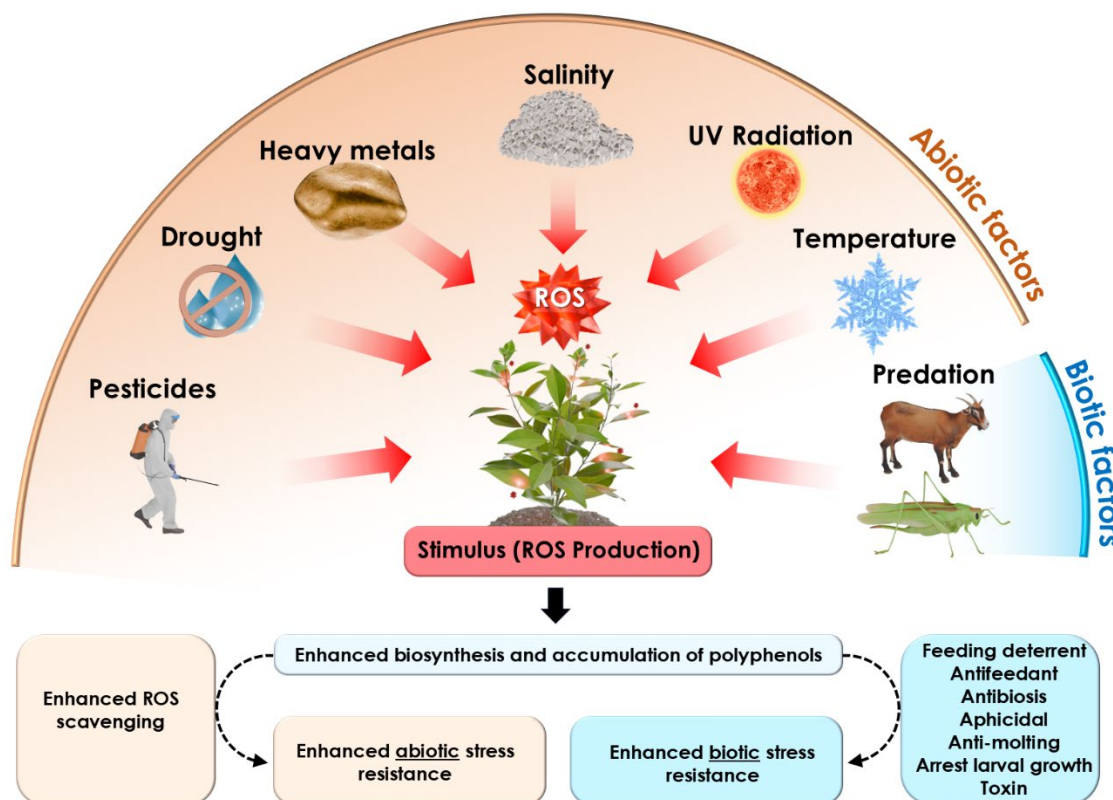 Salinity
Heavy metals
UV Radiation
Abiotic factors
Drought
Temperature
ROS
Pesticides
Predation
Biotic factors
Stimulus (ROS Production)
Enhanced biosynthesis and accumulation of polyphenols
Enhanced ROS
scavenging
Enhanced abiotic stress
resistance
Enhanced biotic stress
resistance
Feeding deterrent
Antifeedant
Antibiosis
Aphicidal
Anti-molting
Arrest larval growth
Toxin